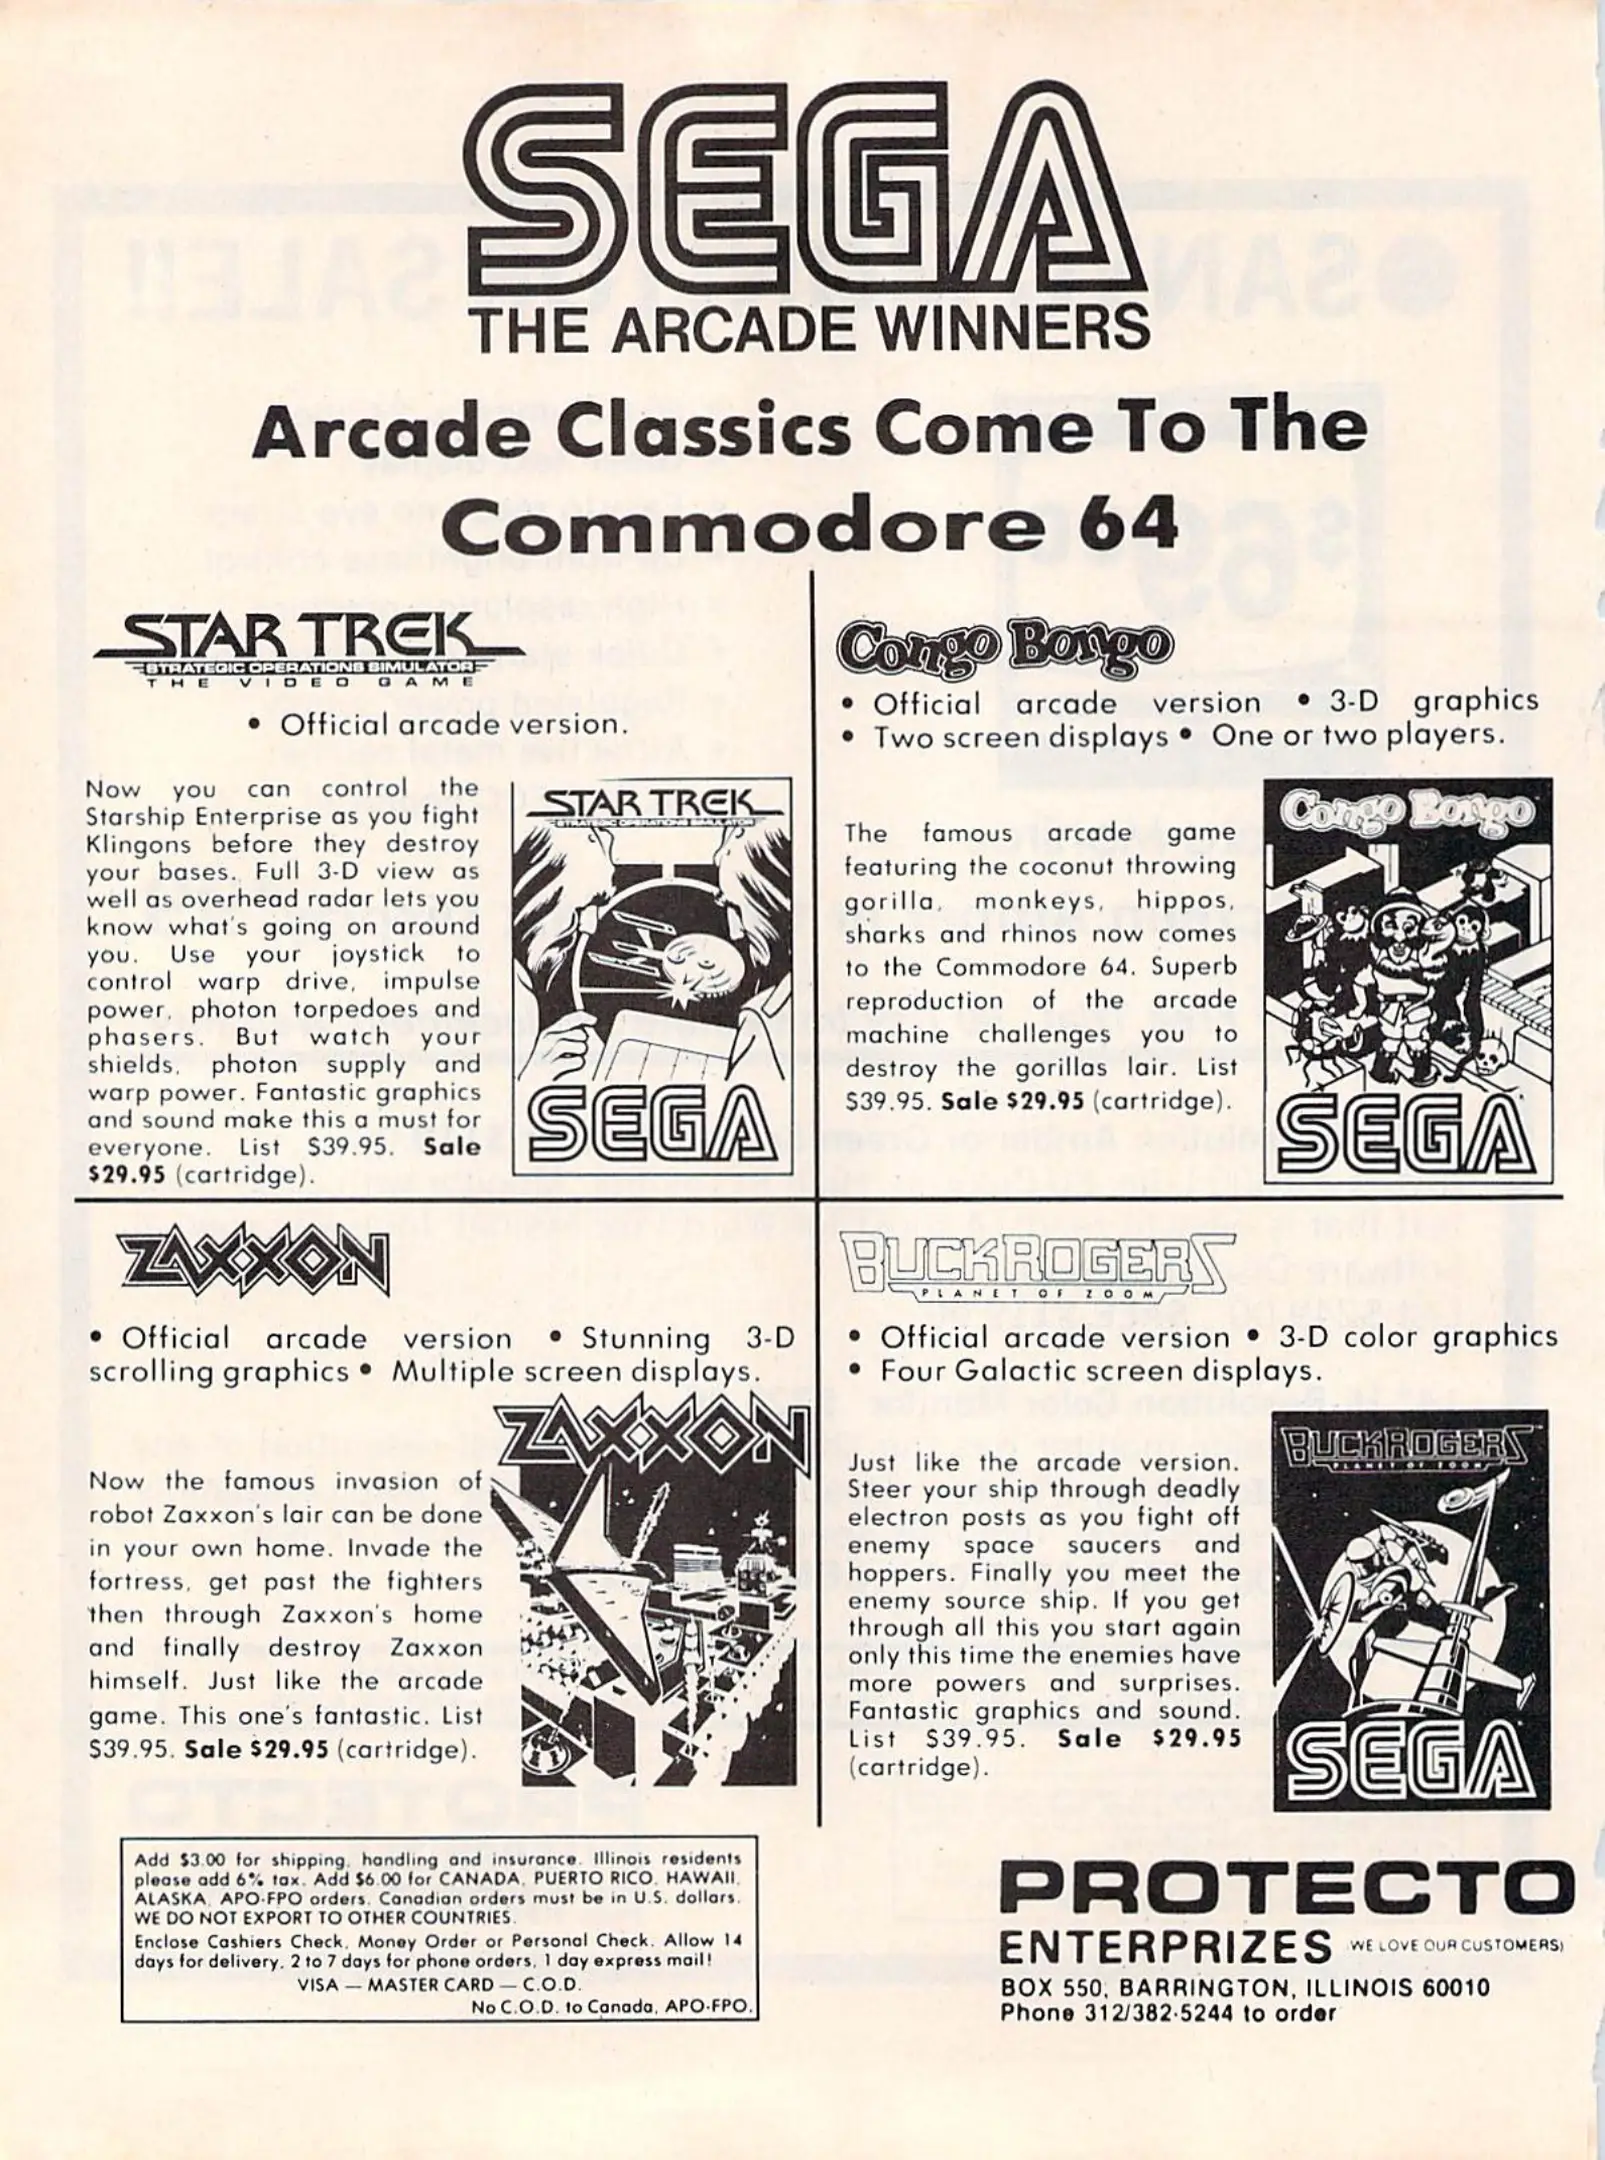 SEGA
THE ARCADE WINNERS
Arcade Classics Come To The
Commodore 64
STAR TREK
STRATEGIC OPERATIONS SIMULATOR
THE VIDEO GAME
• Official arcade version.
Now you can control the
Starship Enterprise as you fight
Klingons before they destroy
your bases. Full 3-D view as
well as overhead radar lets you
know what's going on around
you. Use your joystick to
control warp drive, impulse
power, photon torpedoes and
phasers. But watch your
shields, photon supply and
warp power. Fantastic graphics
and sound make this a must for
everyone. List $39.95. Sale
$29.95 (cartridge).
STAR TREK
STRATEGIC OPERATIONS SIMULATOR
SEGA
Congo Bongo
• Official arcade version • 3-D graphics
• Two screen displays • One or two players.
The famous arcade game
featuring the coconut throwing
gorilla, monkeys, hippos,
sharks and rhinos now comes
to the Commodore 64. Superb
reproduction of the arcade
machine challenges you to
destroy the gorillas lair. List
$39.95. Sale $29.95 (cartridge).
Congo Bongo
SEGA
ZAXXON
• Official arcade version • Stunning 3-D
scrolling graphics • Multiple screen displays.
Now the famous invasion of
robot Zaxxon's lair can be done
in your own home. Invade the
fortress, get past the fighters
then through Zaxxon's home
and finally destroy Zaxxon
himself. Just like the arcade
game. This one's fantastic. List
$39.95. Sale $29.95 (cartridge).
ZAXXON
BUCK ROGERS
PLANET OF ZOOM
• Official arcade version • 3-D color graphics
• Four Galactic screen displays.
Just like the arcade version.
Steer your ship through deadly
electron posts as you fight off
enemy space saucers and
hoppers. Finally you meet the
enemy source ship. If you get
through all this you start again
only this time the enemies have
more powers and surprises.
Fantastic graphics and sound.
List $39.95. Sale $29.95
(cartridge).
BUCK ROGERS
PLANET OF ZOOM
SEGA
Add $3.00 for shipping, handling and insurance. Illinois residents
please add 6% tax. Add $6.00 for CANADA, PUERTO RICO, HAWAII,
ALASKA, APO-FPO orders. Canadian orders must be in U.S. dollars.
WE DO NOT EXPORT TO OTHER COUNTRIES.
Enclose Cashiers Check, Money Order or Personal Check. Allow 14
days for delivery, 2 to 7 days for phone orders, 1 day express mail!
VISA — MASTER CARD — C.O.D.
No C.O.D. to Canada, APO-FPO.
PROTECTO
ENTERPRIZES WE LOVE OUR CUSTOMERS)
BOX 550, BARRINGTON, ILLINOIS 60010
Phone 312/382-5244 to order